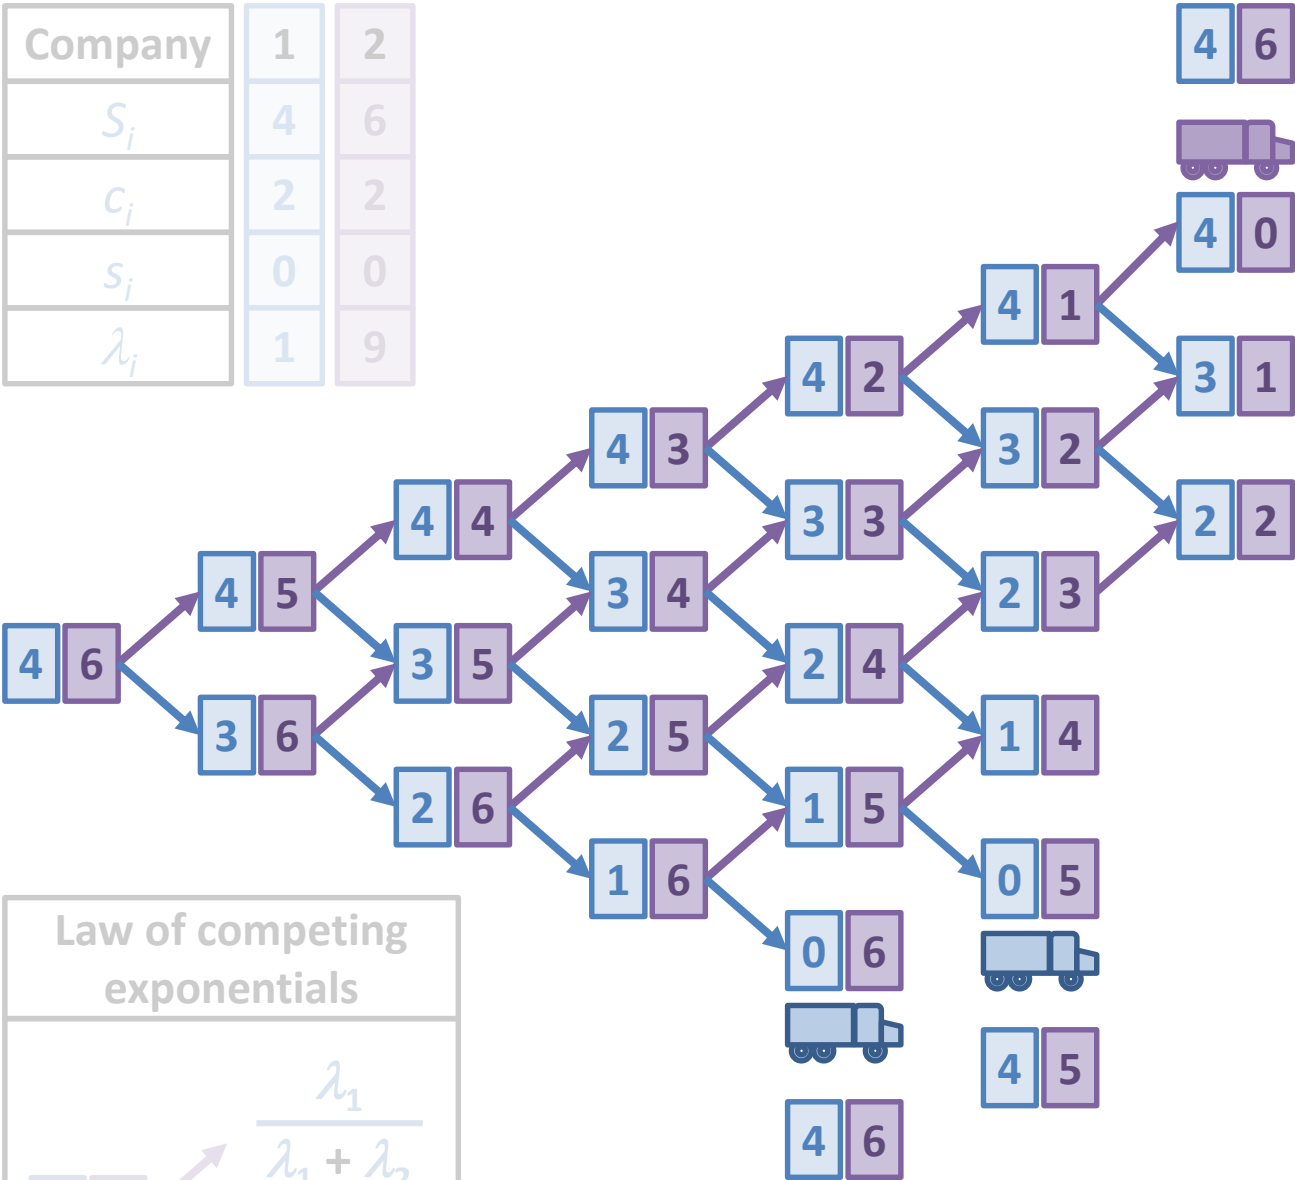 Company 1 2
Si 4 6
ci 2 2
si 0 0
λi 1 9
4 6
4 0
4 1
3 1
4 2
3 2
2 2
4 3
3 3
2 3
4 4
3 4
2 4
1 4
4 5
3 5
2 5
1 5
0 5
4 6
3 6
2 6
1 6
0 6
4 5
4 6
Law of competing
exponentials
λ1
λ1 + λ2